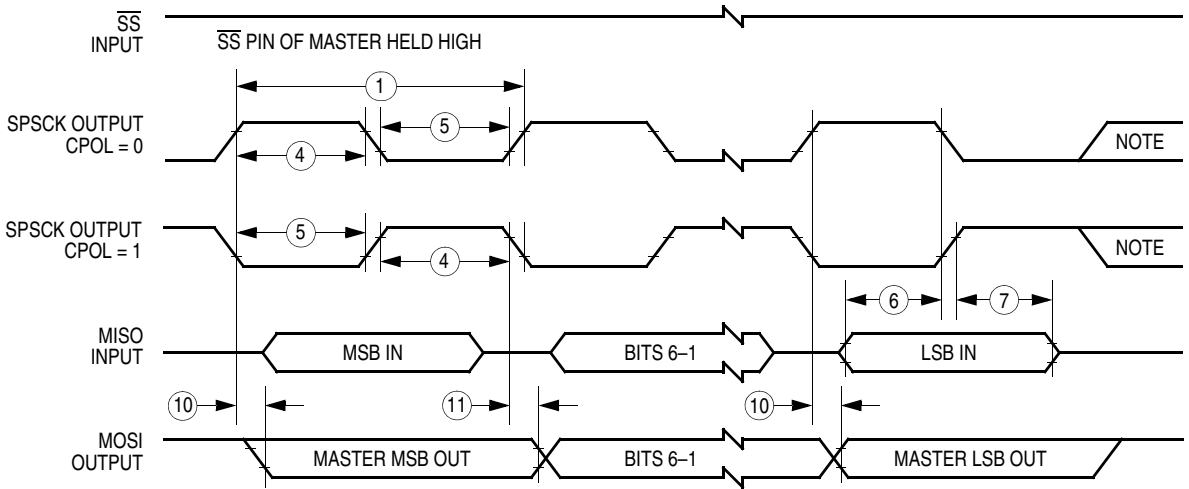 SS
INPUT
SS PIN OF MASTER HELD HIGH
1
SPSCK OUTPUT
CPOL = 0
5
4
NOTE
SPSCK OUTPUT
CPOL = 1
5
4
NOTE
6
7
MISO
INPUT
MSB IN
BITS 6–1
LSB IN
10
11
10
MOSI
OUTPUT
MASTER MSB OUT
BITS 6–1
MASTER LSB OUT